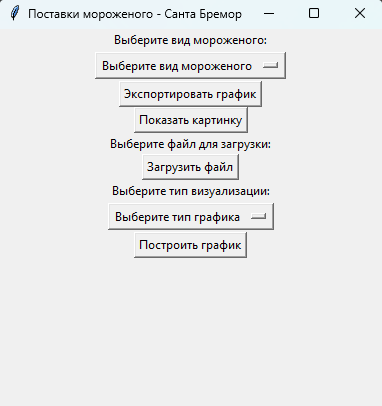 Поставки мороженого - Санта Бремор
Выберите вид мороженого:
Выберите вид мороженого
Экспортировать график
Показать картинку
Выберите файл для загрузки:
Загрузить файл
Выберите тип визуализации:
Выберите тип графика
Построить график